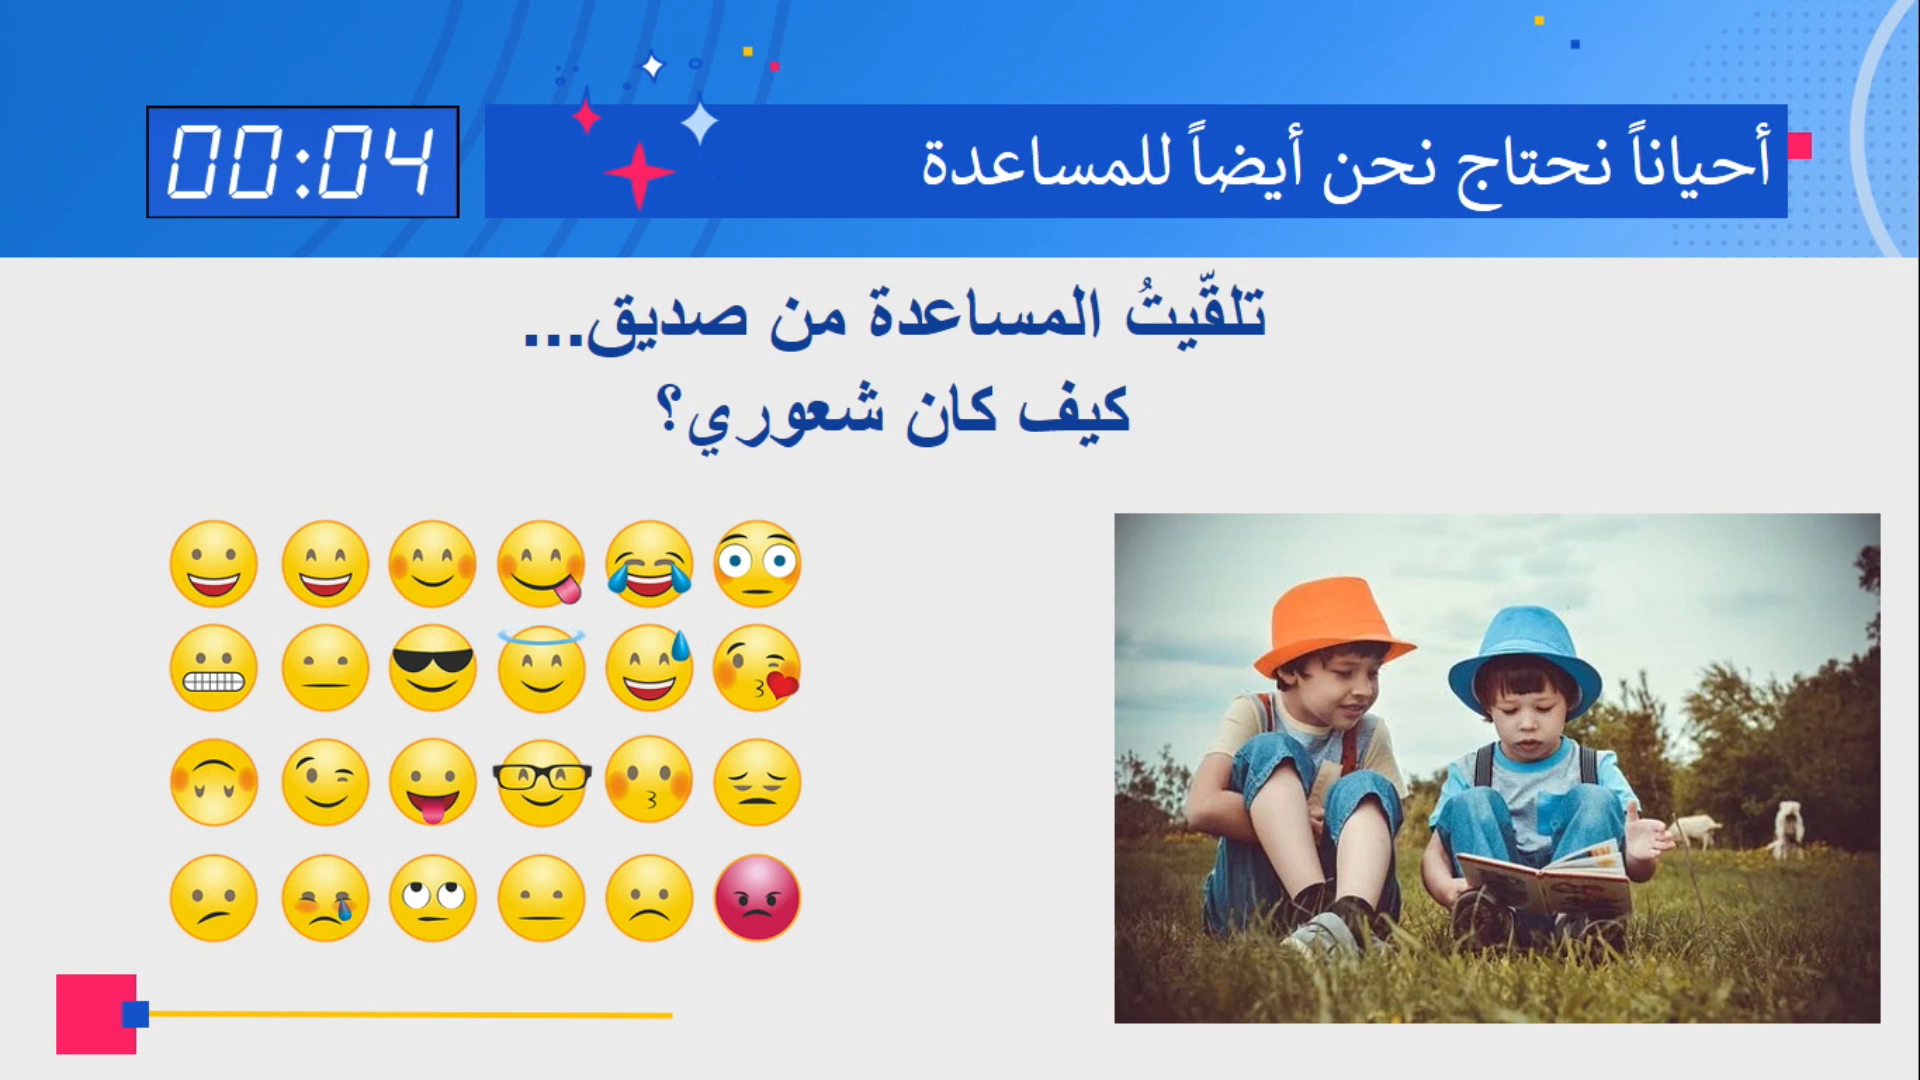 أحياناً نحتاج نحن أيضاً للمساعدة
00:04
تلقّيتُ المساعدة من صديق...
كيف كان شعوري؟